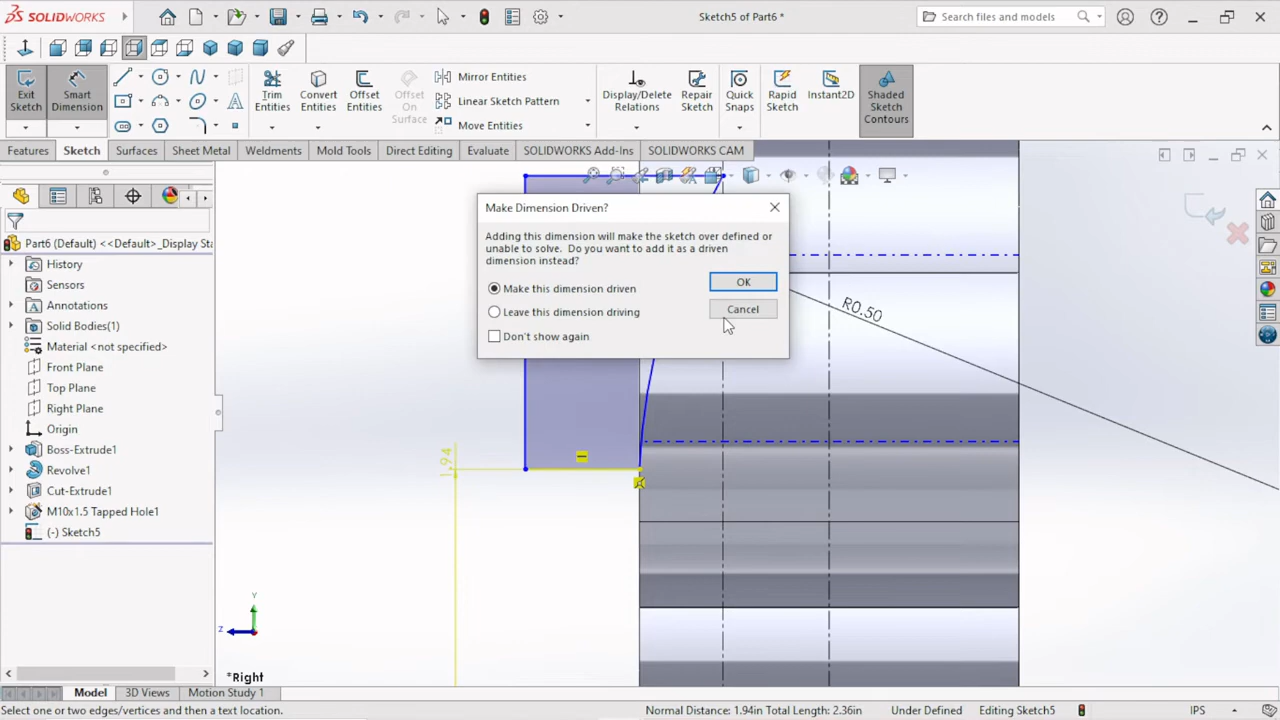 SOLIDWORKS
Sketch5 of Part6 *
Search files and models
Exit Sketch
Smart Dimension
Trim Entities
Convert Entities
Offset Entities
Offset On Surface
Mirror Entities
Linear Sketch Pattern
Move Entities
Display/Delete Relations
Repair Sketch
Quick Snaps
Rapid Sketch
Instant2D
Shaded Sketch Contours
Features
Sketch
Surfaces
Sheet Metal
Weldments
Mold Tools
Direct Editing
Evaluate
SOLIDWORKS Add-Ins
SOLIDWORKS CAM
Part6 (Default) <<Default>_Display Sta
History
Sensors
Annotations
Solid Bodies(1)
Material <not specified>
Front Plane
Top Plane
Right Plane
Origin
Boss-Extrude1
Revolve1
Cut-Extrude1
M10x1.5 Tapped Hole1
(-) Sketch5
Make Dimension Driven?
Adding this dimension will make the sketch over defined or
unable to solve. Do you want to add it as a driven
dimension instead?
Make this dimension driven
Leave this dimension driving
Don't show again
OK
Cancel
R0.50
1.94
Y
Z
*Right
Model
3D Views
Motion Study 1
Select one or two edges/vertices and then a text location.
Normal Distance: 1.94in Total Length: 2.36in
Under Defined
Editing Sketch5
IPS